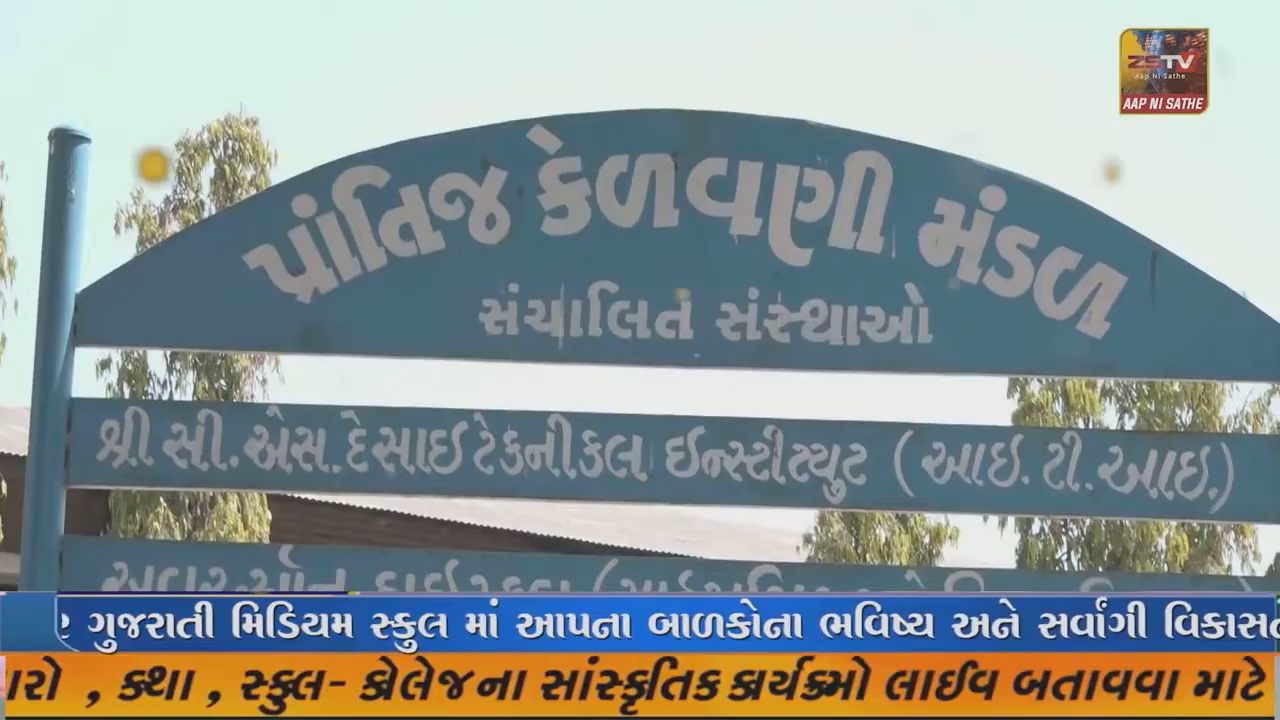 ZSTV
Aap Ni Sathe
AAP NI SATHE
પ્રાંતિજ કેળવણી મંડળ
સંચાલિત સંસ્થાઓ
શ્રી સી. એસ. દેસાઇ ટેકનીકલ ઇન્સ્ટીટ્યુટ (આઇ. ટી. આઇ.)
ગુજરાતી મિડિયમ સ્કુલ માં આપના બાળકોના ભવિષ્ય અને સર્વાંગી
, કથા , સ્કુલ- કોલેજના સાંસ્કૃતિક કાર્યક્રમો લાઈવ બતાવવા માટે